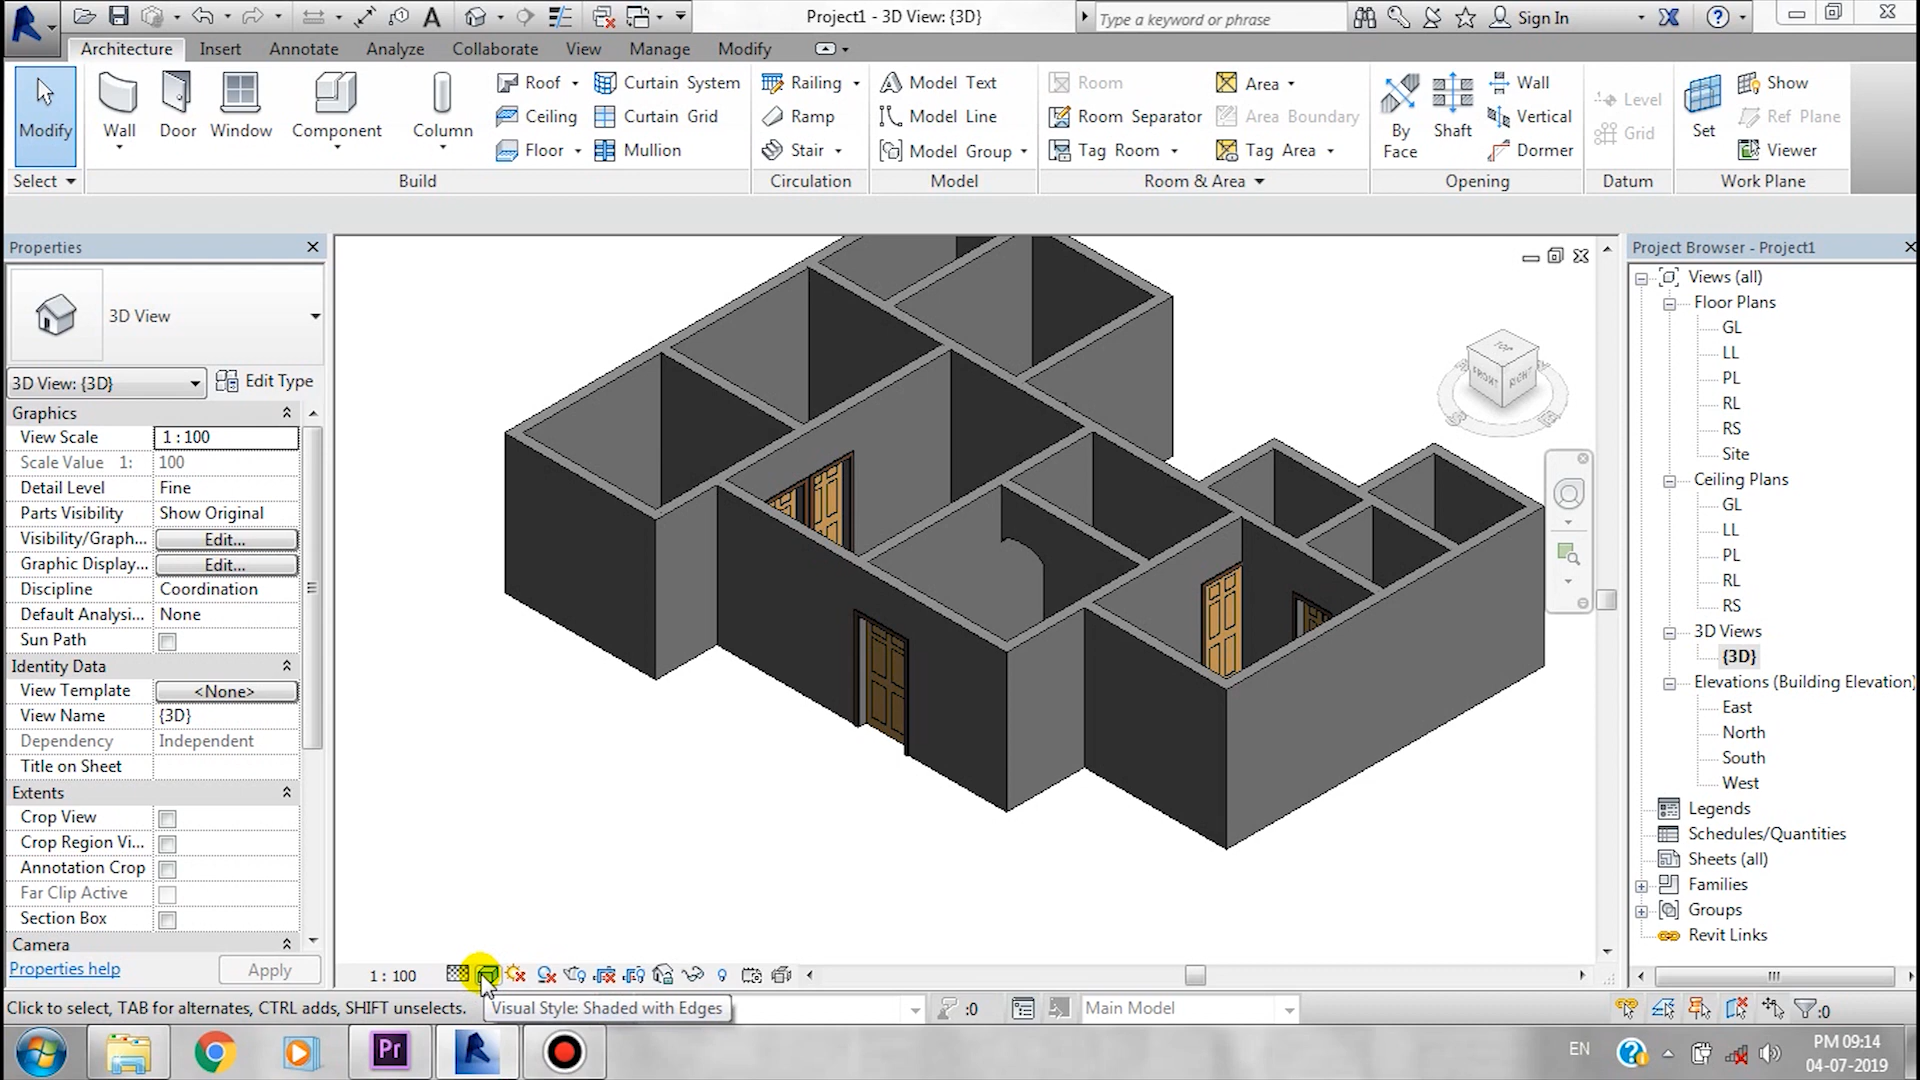 Project1 - 3D View: {3D}
Type a keyword or phrase
Sign In
Architecture Insert Annotate Analyze Collaborate View Manage Modify
Modify Wall Door Window Component Column
Roof Curtain System
Ceiling Curtain Grid
Floor Mullion
Railing
Ramp
Stair
Model Text
Model Line
Model Group
Room Area
Room Separator Area Boundary
Tag Room Tag Area
By Face
Shaft
Wall
Vertical
Dormer
Level
Grid
Set
Show
Ref Plane
Viewer
Select Build Circulation Model Room & Area Opening Datum Work Plane
Properties
3D View
3D View: {3D} Edit Type
Graphics
View Scale 1 : 100
Scale Value 1: 100
Detail Level Fine
Parts Visibility Show Original
Visibility/Graph... Edit...
Graphic Display... Edit...
Discipline Coordination
Default Analysi... None
Sun Path
Identity Data
View Template <None>
View Name {3D}
Dependency Independent
Title on Sheet
Extents
Crop View
Crop Region Vi...
Annotation Crop
Far Clip Active
Section Box
Camera
Properties help Apply
TOP
FRONT RIGHT
1 : 100
Visual Style: Shaded with Edges
Project Browser - Project1
Views (all)
Floor Plans
GL
LL
PL
RL
RS
Site
Ceiling Plans
GL
LL
PL
RL
RS
3D Views
{3D}
Elevations (Building Elevation)
East
North
South
West
Legends
Schedules/Quantities
Sheets (all)
Families
Groups
Revit Links
Click to select, TAB for alternates, CTRL adds, SHIFT unselects.
:0
Main Model
:0
Pr
EN
PM 09:14
04-07-2019